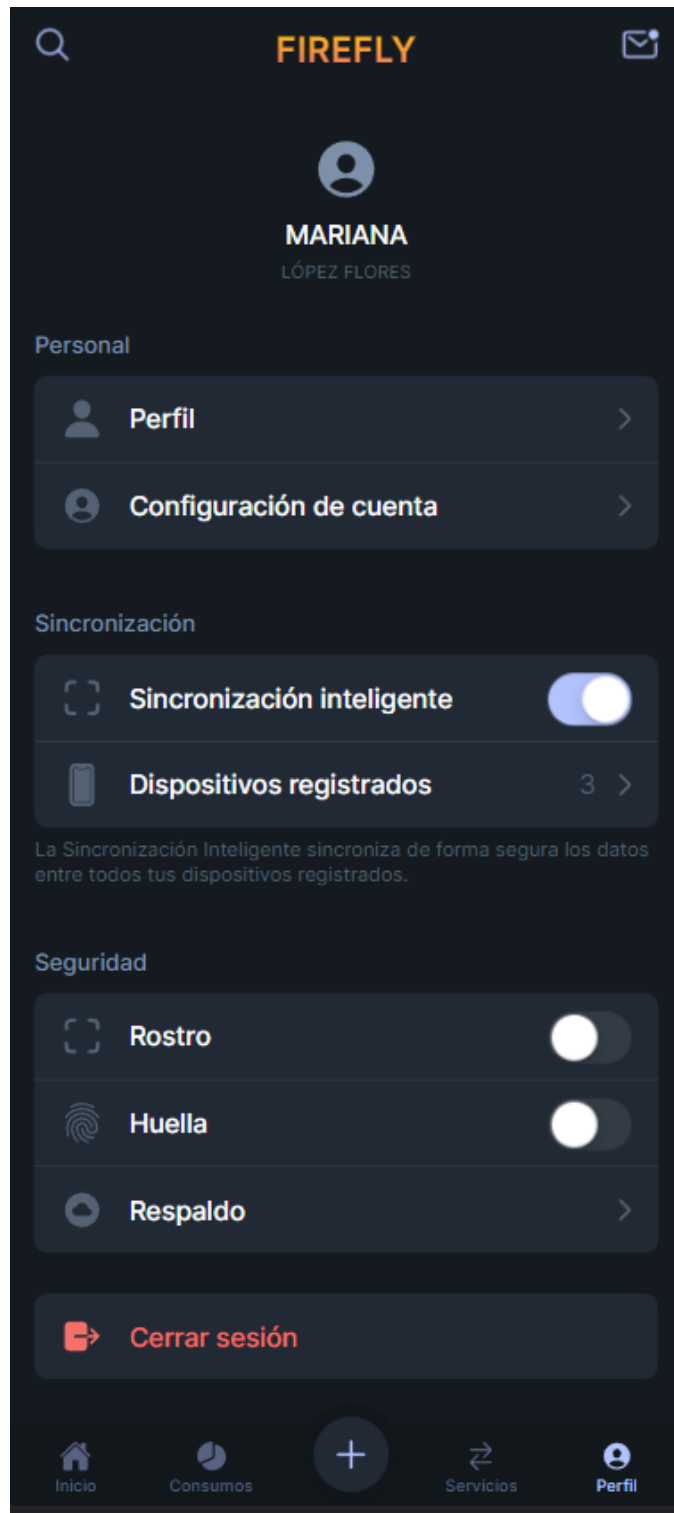 FIREFLY
MARIANA
LÓPEZ FLORES
Personal
Perfil
Configuración de cuenta
Sincronización
Sincronización inteligente
Dispositivos registrados 3
La Sincronización Inteligente sincroniza de forma segura los datos
entre todos tus dispositivos registrados.
Seguridad
Rostro
Huella
Respaldo
Cerrar sesión
Inicio Consumos + Servicios Perfil